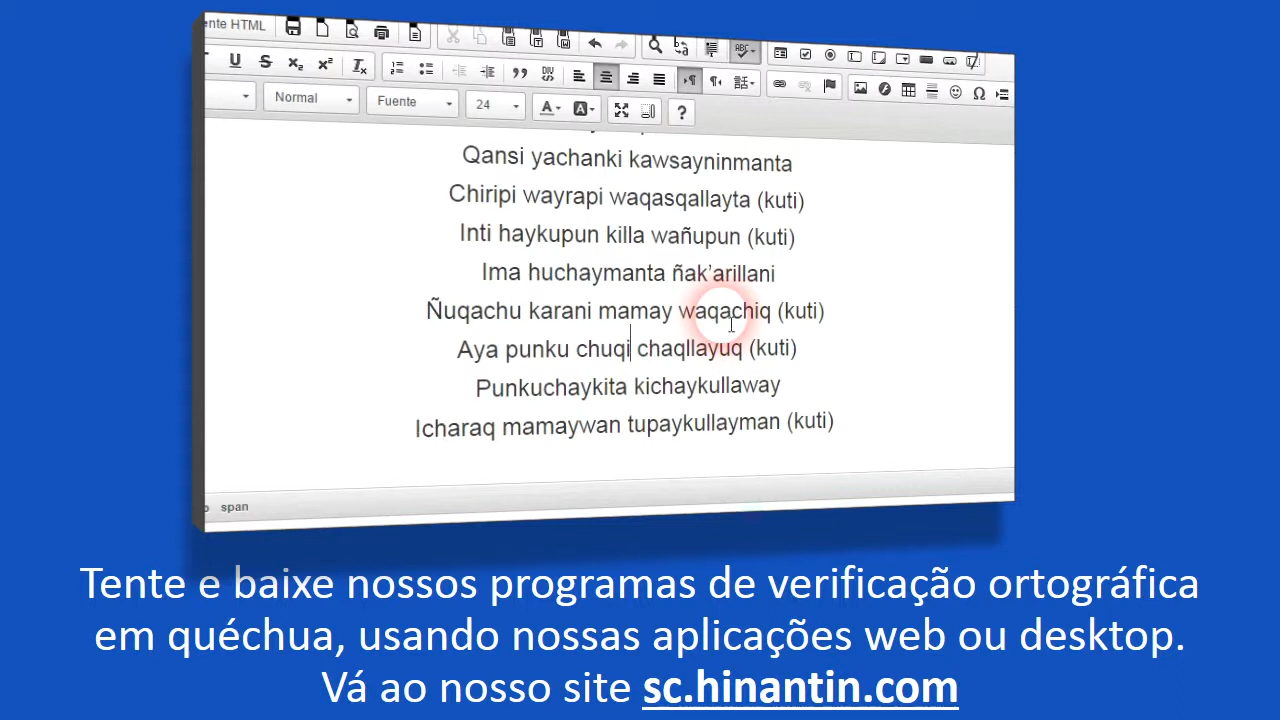 ente HTML
Normal Fuente 24
Qansi yachanki kawsayninmanta
Chiripi wayrapi waqasqallayta (kuti)
Inti haykupun killa wañupun (kuti)
Ima huchaymanta ñak'arillani
Ñuqachu karani mamay waqachiq (kuti)
Aya punku chuqi chaqllayuq (kuti)
Punkuchaykita kichaykullaway
Icharaq mamaywan tupaykullayman (kuti)
span
Tente e baixe nossos programas de verificação ortográfica
em quéchua, usando nossas aplicações web ou desktop.
Vá ao nosso site sc.hinantin.com